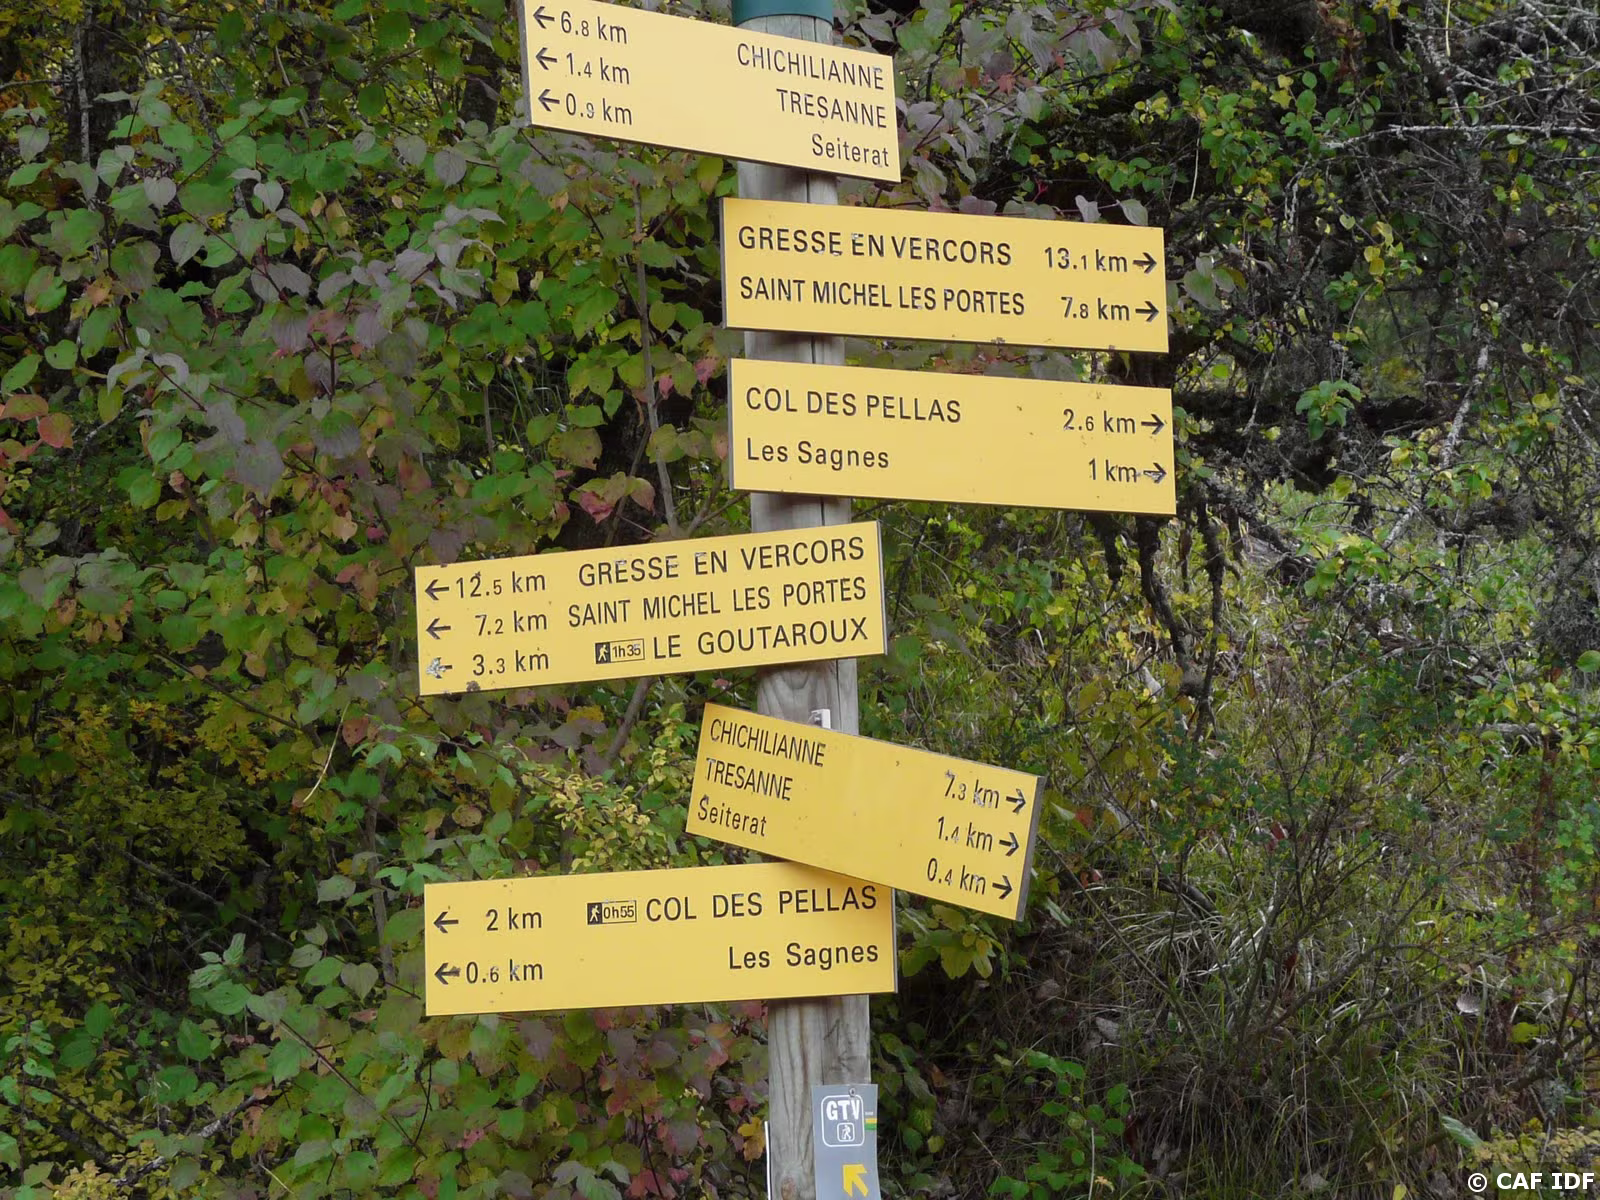 ← 6.8 km CHICHILIANNE
← 1.4 km TRESANNE
← 0.9 km Seiterat
GRESSE EN VERCORS 13.1 km →
SAINT MICHEL LES PORTES 7.8 km →
COL DES PELLAS 2.6 km →
Les Sagnes 1 km →
← 12.5 km GRESSE EN VERCORS
← 7.2 km SAINT MICHEL LES PORTES
← 3.3 km 1h35 LE GOUTAROUX
CHICHILIANNE 7.3 km →
TRESANNE 1.4 km →
Seiterat 0.4 km →
← 2 km 0h55 COL DES PELLAS
← 0.6 km Les Sagnes
GTV
© CAF IDF